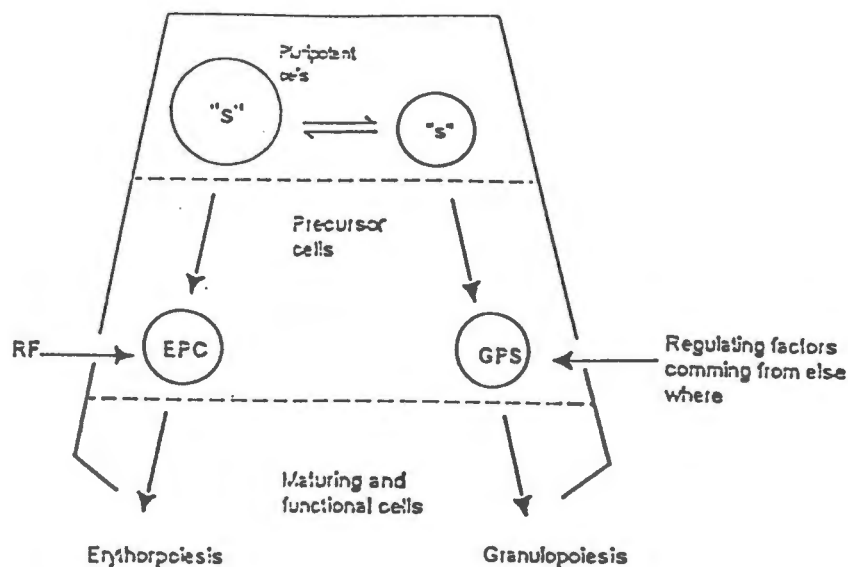 Pluripotent
cells
"S"
"s"
Precursor
cells
RF
EPC
GPS
Regulating factors
comming from else
where
Maturing and
functional cells
Erythorpoiesis
Granulopoiesis